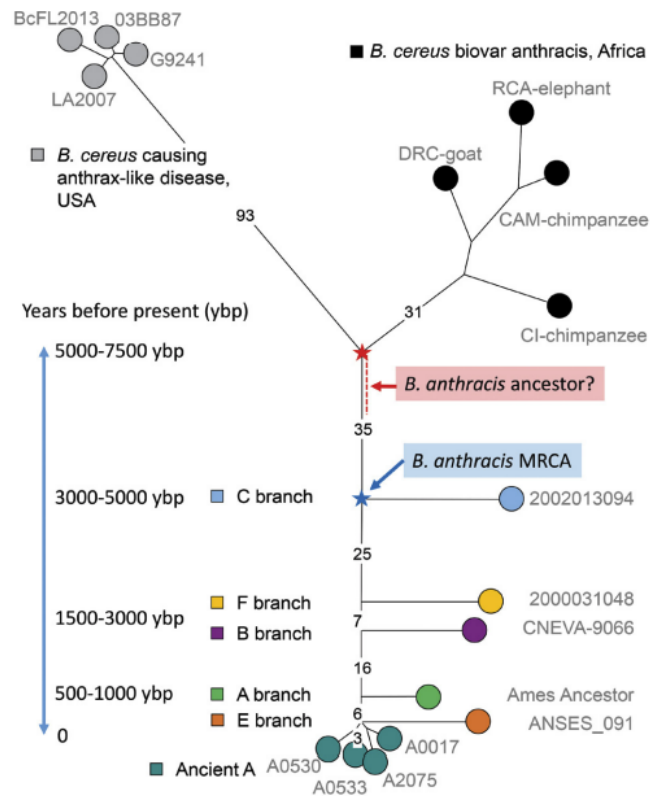 BcFL2013
03BB87
G9241
LA2007
B. cereus biovar anthracis, Africa
RCA-elephant
DRC-goat
CAM-chimpanzee
CI-chimpanzee
B. cereus causing
anthrax-like disease,
USA
93
31
Years before present (ybp)
5000-7500 ybp
B. anthracis ancestor?
35
B. anthracis MRCA
3000-5000 ybp
C branch
2002013094
25
F branch
2000031048
1500-3000 ybp
7
B branch
CNEVA-9066
16
500-1000 ybp
A branch
Ames Ancestor
6
E branch
ANSES_091
0
3
A0017
Ancient A
A0530
A0533
A2075